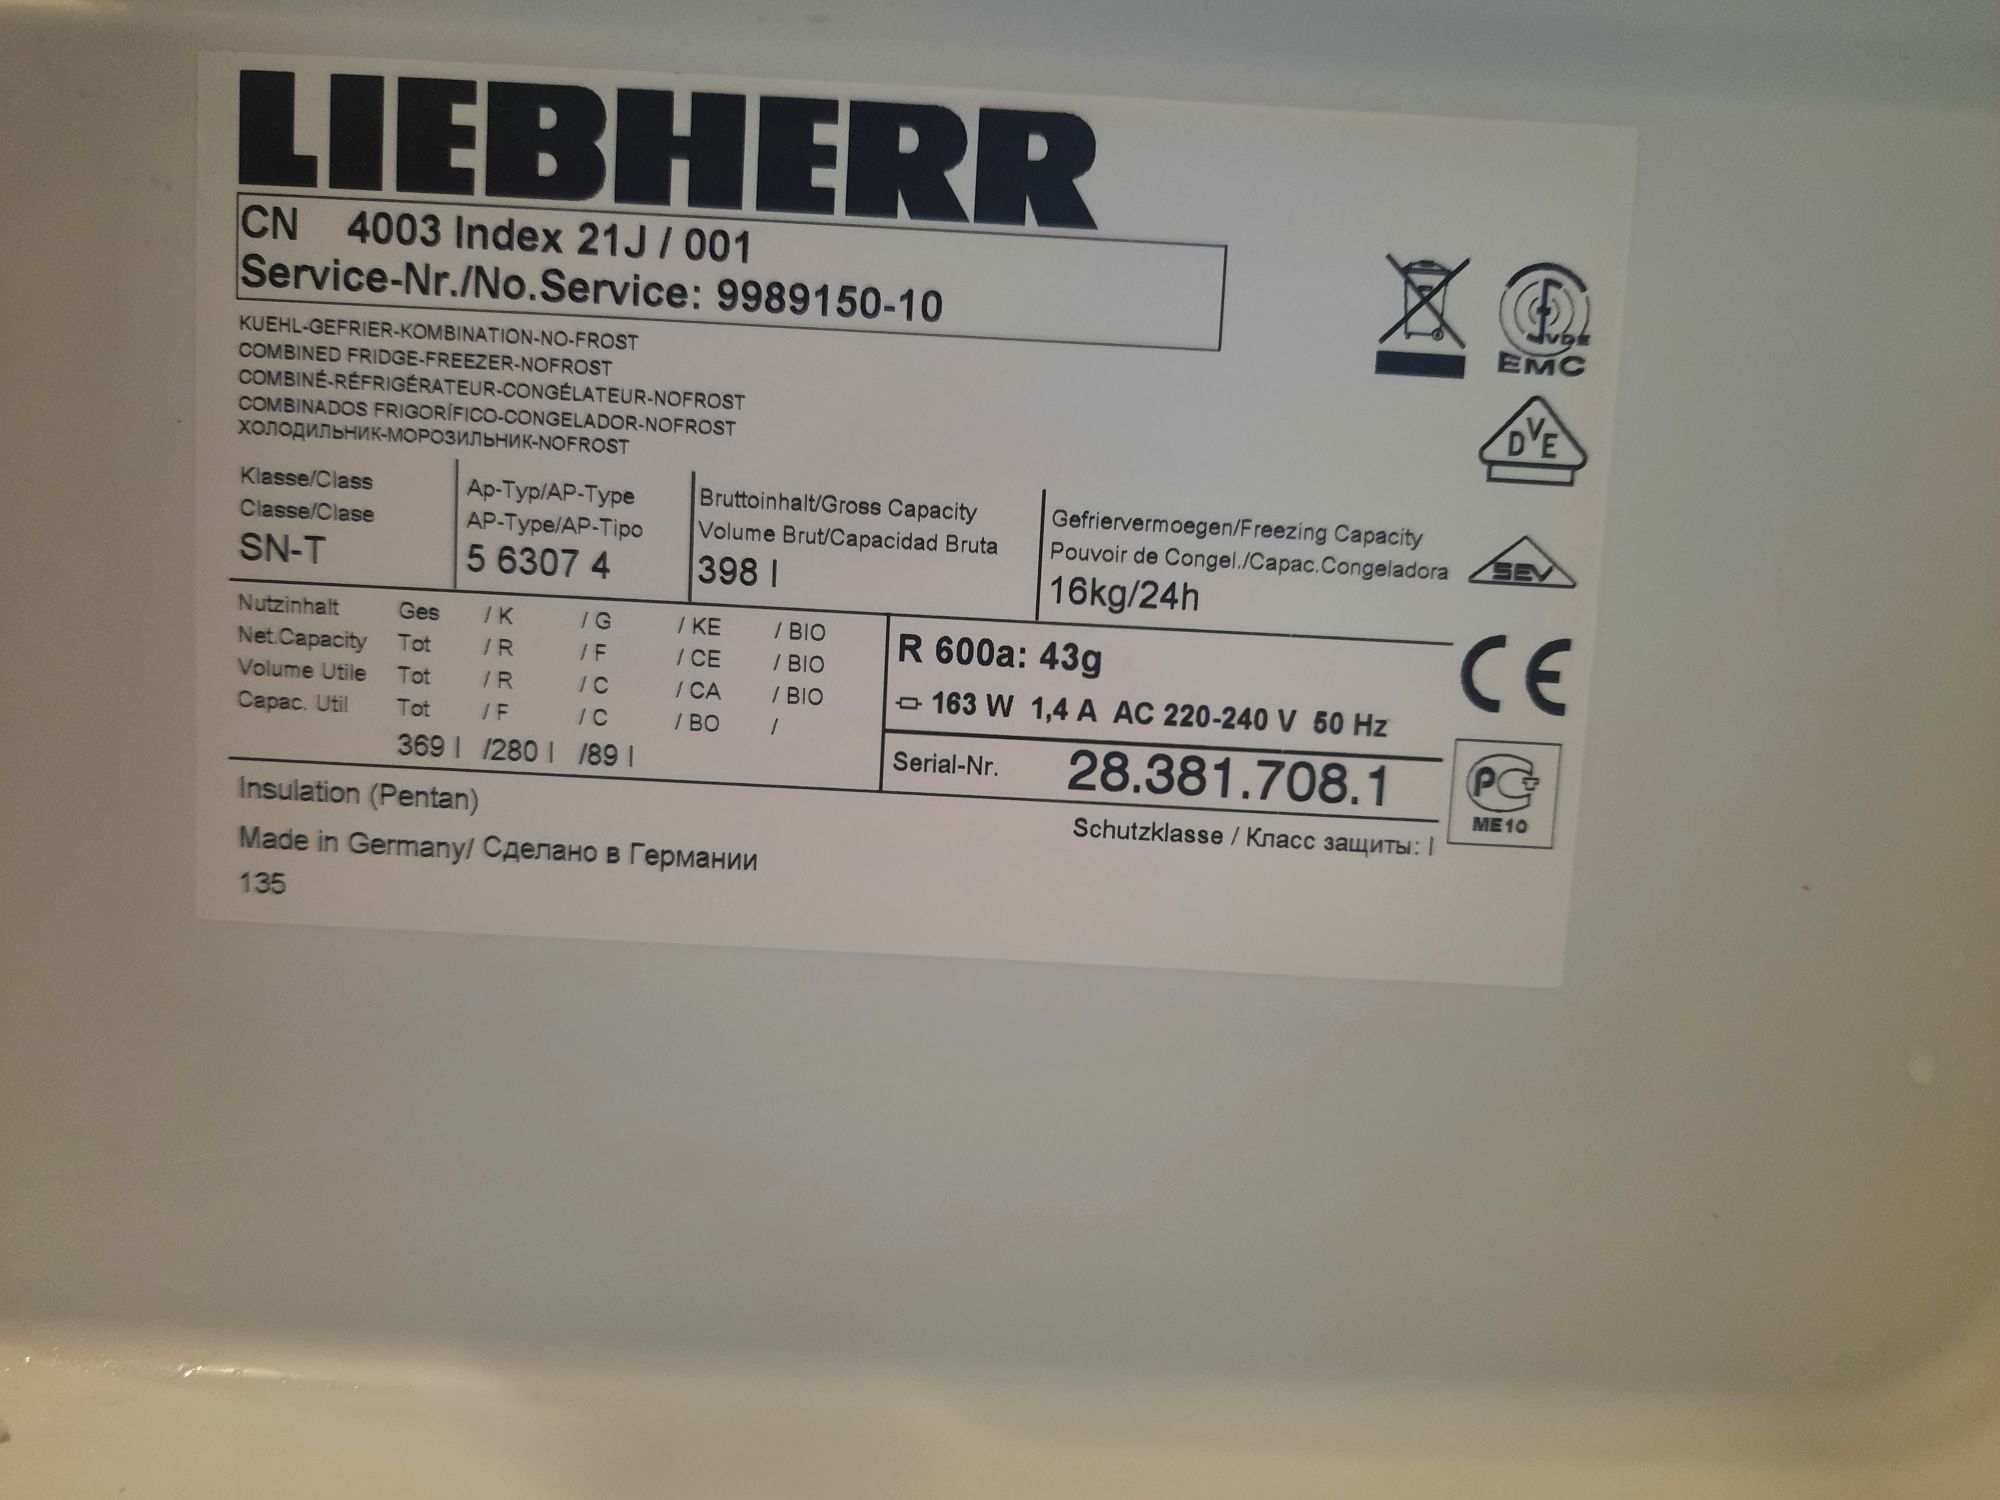 LIEBHERR
CN 4003 Index 21J / 001
Service-Nr./No.Service: 9989150-10
KUEHL-GEFRIER-KOMBINATION-NO-FROST
COMBINED FRIDGE-FREEZER-NOFROST
COMBINÉ-RÉFRIGÉRATEUR-CONGÉLATEUR-NOFROST
COMBINADOS FRIGORÍFICO-CONGELADOR-NOFROST
ХОЛОДИЛЬНИК-МОРОЗИЛЬНИК-NOFROST
VDE
EMC
DVE
SEV
Klasse/Class
Classe/Clase
SN-T
Ap-Typ/AP-Type
AP-Type/AP-Tipo
5 6307 4
Bruttoinhalt/Gross Capacity
Volume Brut/Capacidad Bruta
398 l
Gefriervermoegen/Freezing Capacity
Pouvoir de Congel./Capac.Congeladora
16kg/24h
Nutzinhalt Ges / K / G / KE / BIO
Net.Capacity Tot / R / F / CE / BIO
Volume Utile Tot / R / C / CA / BIO
Capac. Util Tot / F / C / BO /
369 l /280 l /89 l
R 600a: 43g
163 W 1,4 A AC 220-240 V 50 Hz
CE
Serial-Nr. 28.381.708.1
РСТ
ME10
Insulation (Pentan)
Schutzklasse / Класс защиты: I
Made in Germany/ Сделано в Германии
135